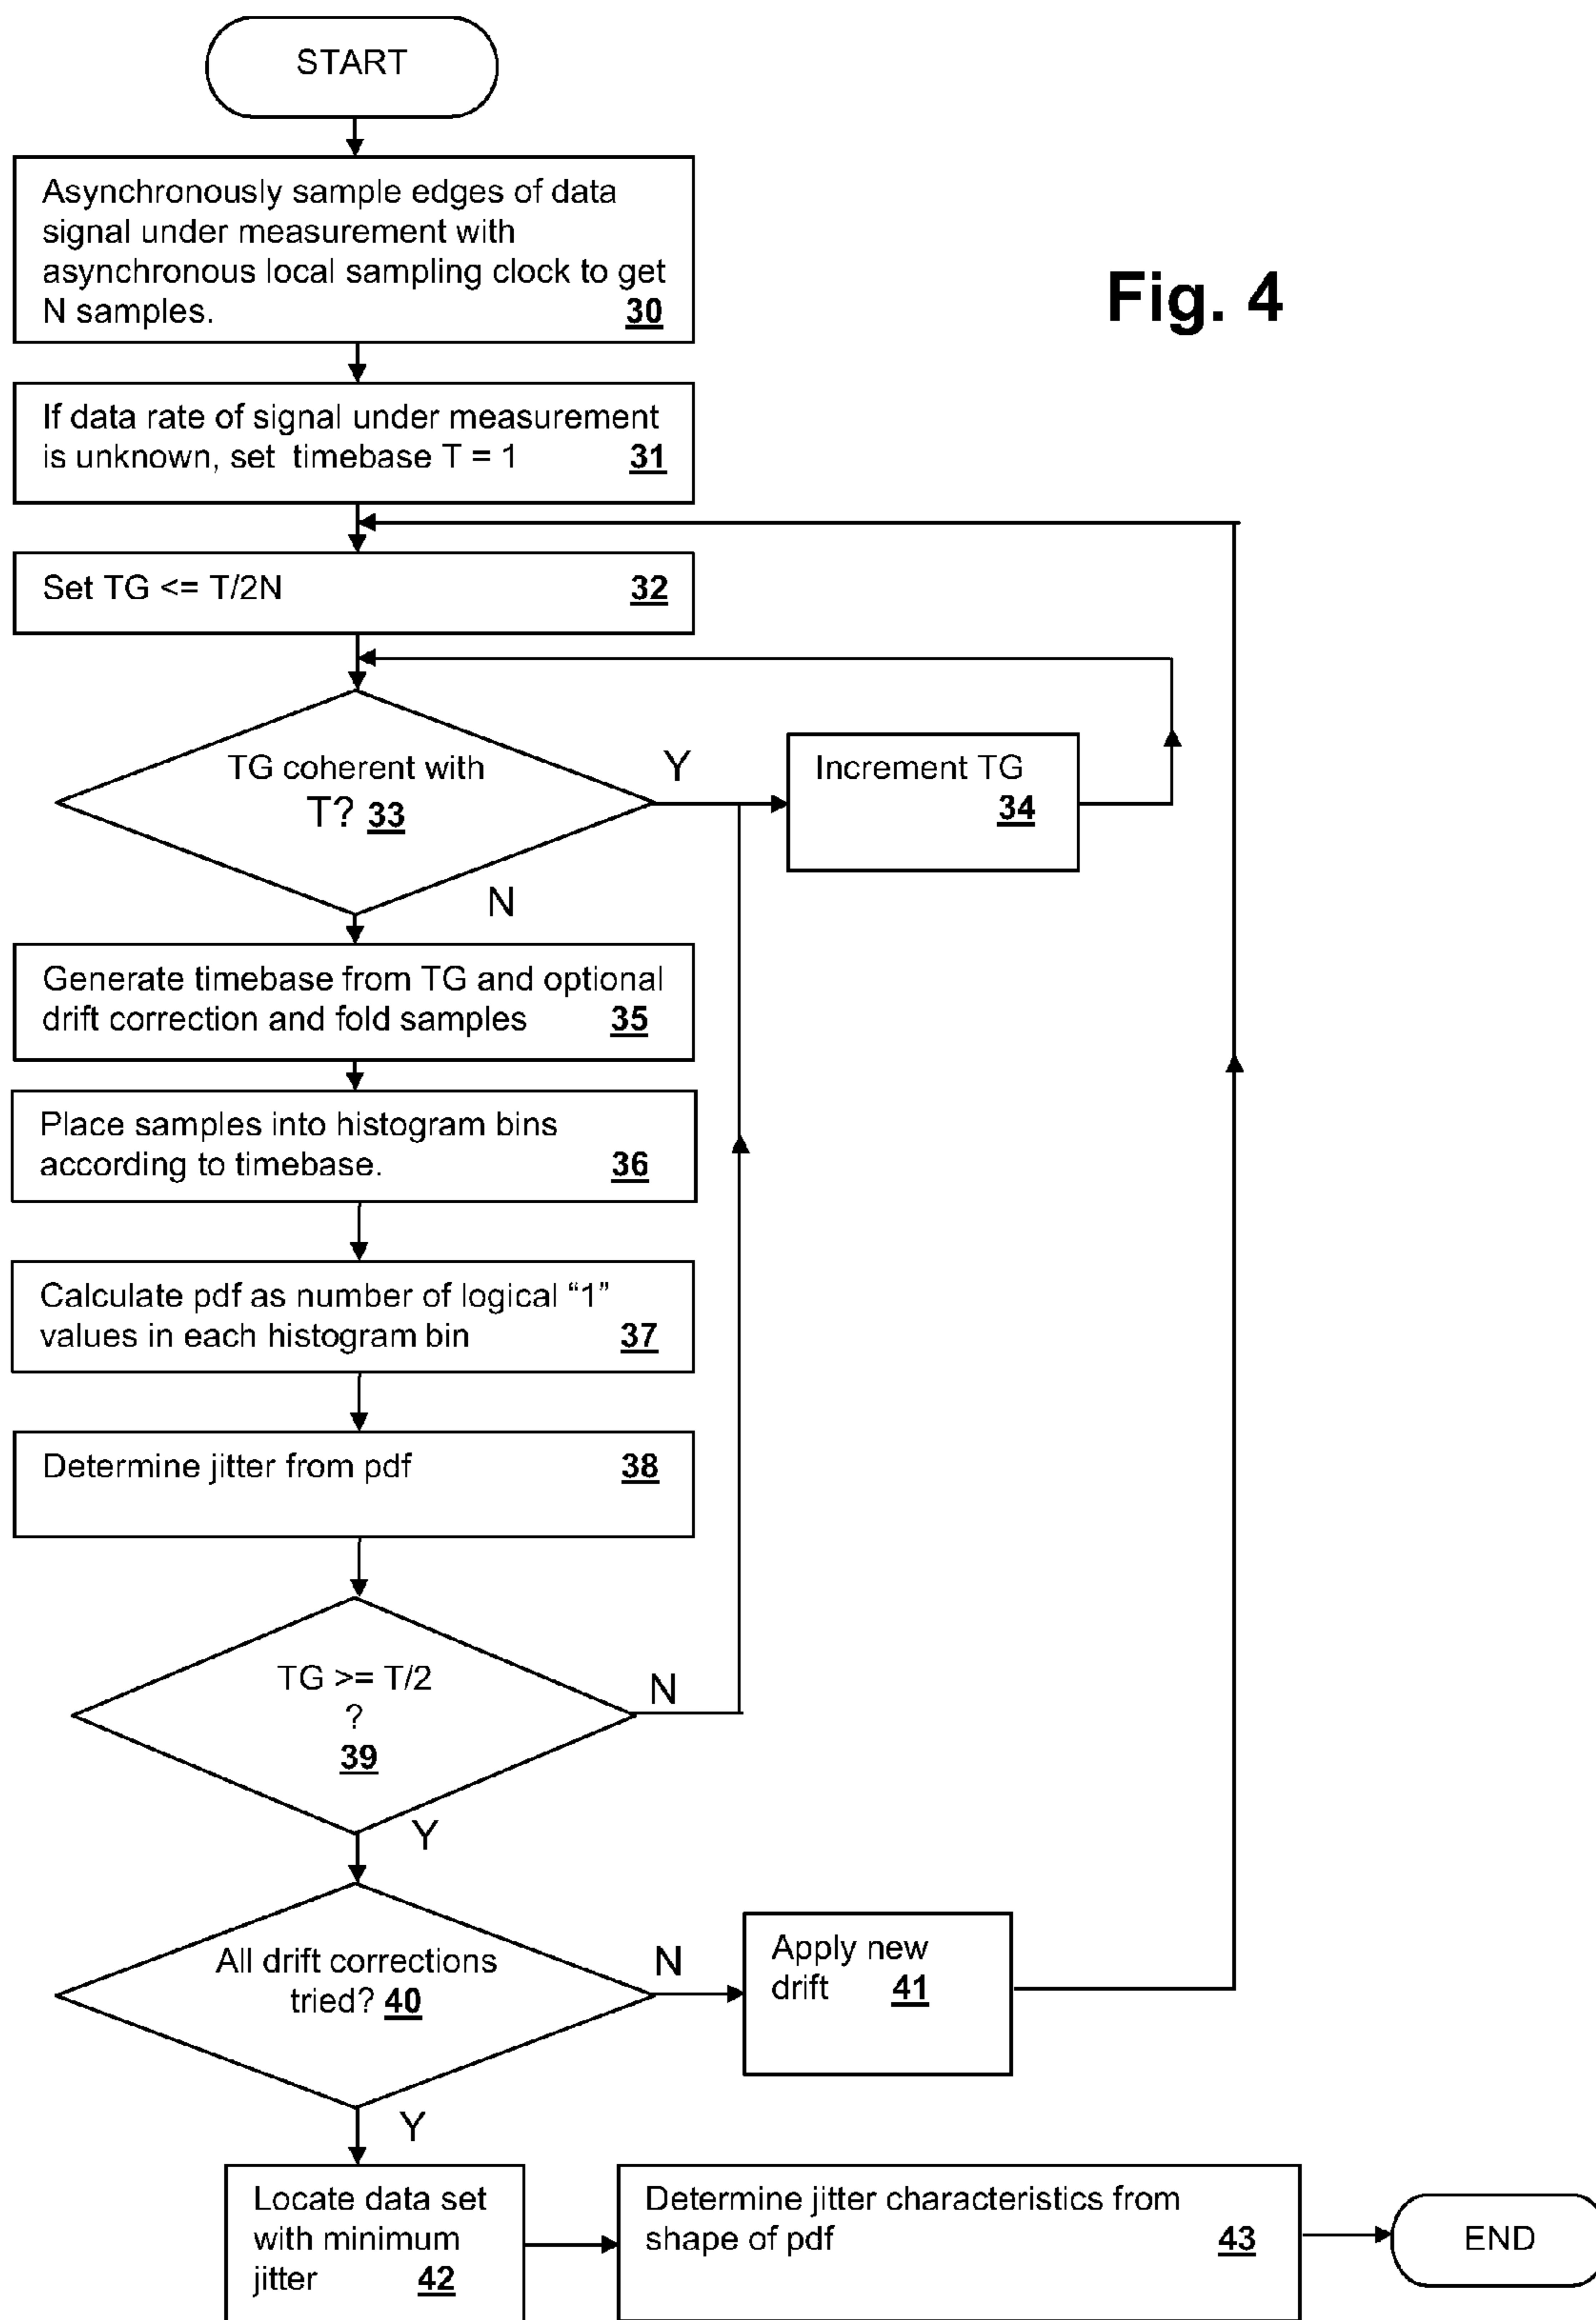 START
Asynchronously sample edges of data
signal under measurement with
asynchronous local sampling clock to get
N samples. 30
Fig. 4
If data rate of signal under measurement
is unknown, set timebase T = 1 31
Set TG <= T/2N 32
TG coherent with
T? 33
Y
Increment TG
34
N
Generate timebase from TG and optional
drift correction and fold samples 35
Place samples into histogram bins
according to timebase. 36
Calculate pdf as number of logical “1”
values in each histogram bin 37
Determine jitter from pdf 38
TG >= T/2
?
39
N
Y
All drift corrections
tried? 40
N
Apply new
drift 41
Y
Locate data set
with minimum
jitter 42
Determine jitter characteristics from
shape of pdf 43
END